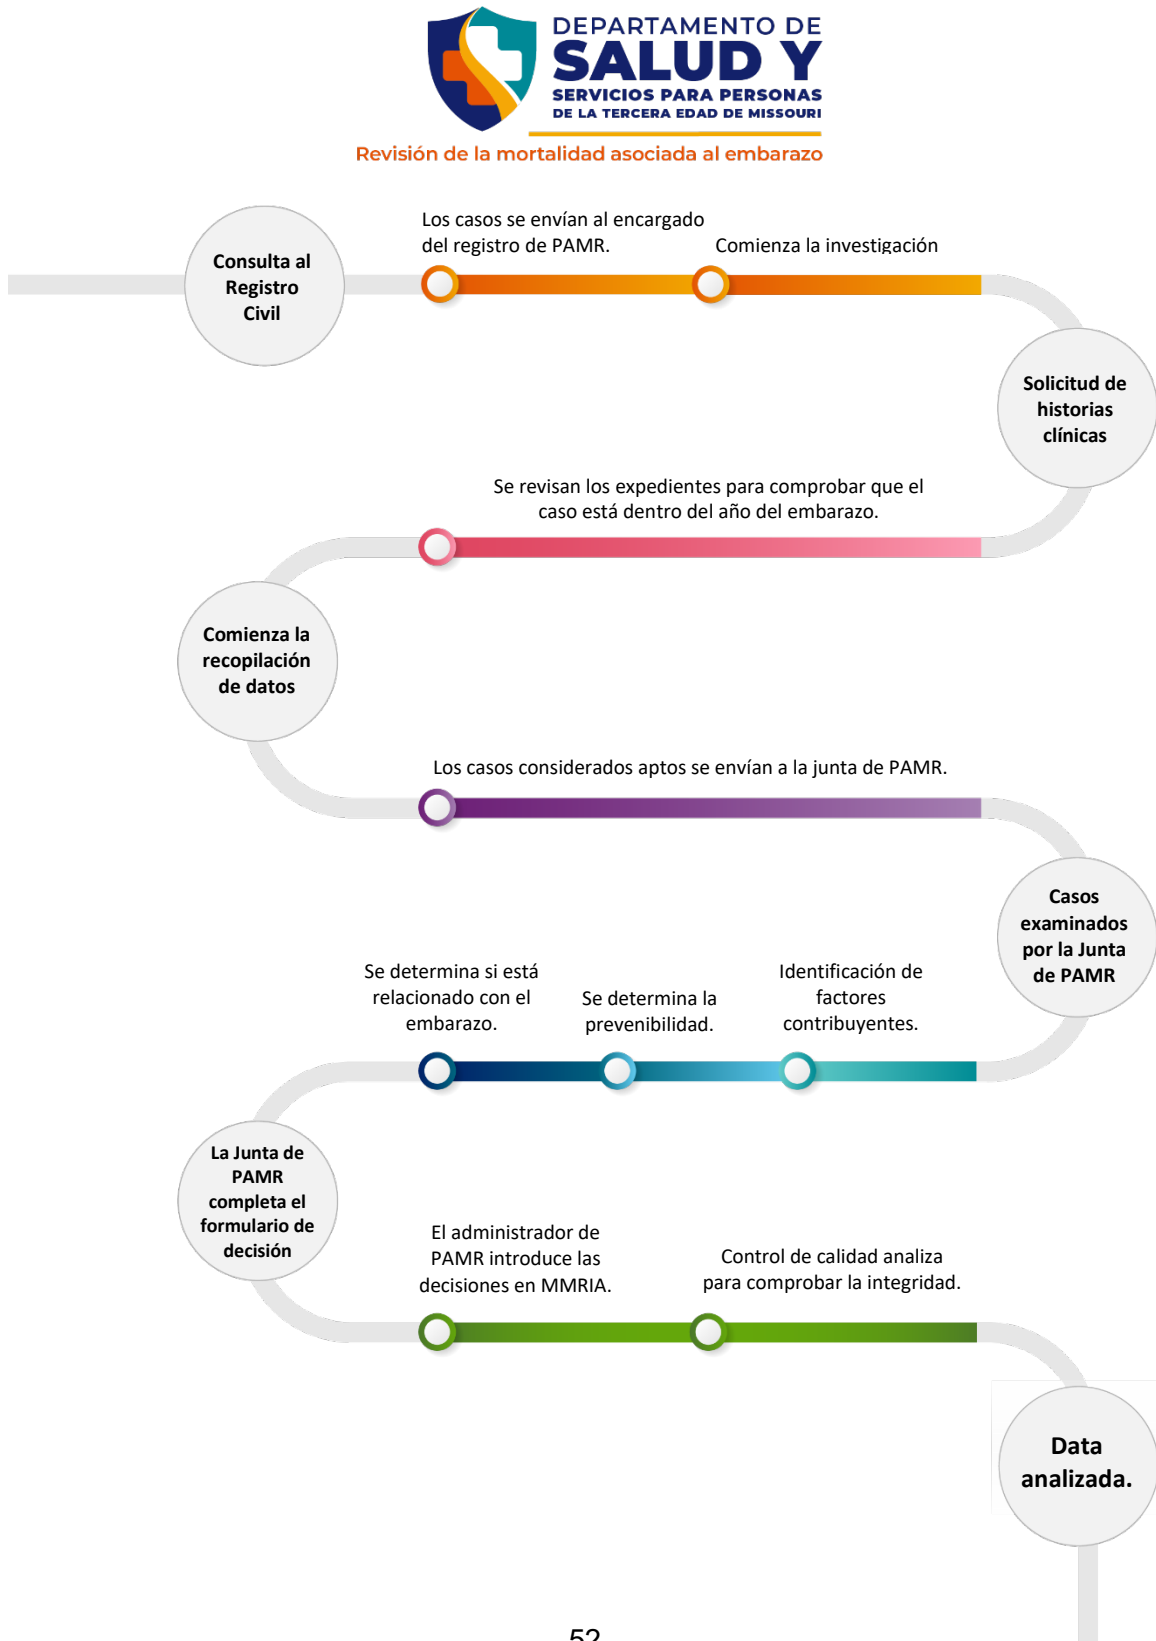 DEPARTAMENTO DE
SALUD Y
SERVICIOS PARA PERSONAS
DE LA TERCERA EDAD DE MISSOURI
Revisión de la mortalidad asociada al embarazo
Consulta al
Registro
Civil
Los casos se envían al encargado
del registro de PAMR.
Comienza la investigación
Solicitud de
historias
clínicas
Se revisan los expedientes para comprobar que el
caso está dentro del año del embarazo.
Comienza la
recopilación
de datos
Los casos considerados aptos se envían a la junta de PAMR.
Casos
examinados
por la Junta
de PAMR
Se determina si está
relacionado con el
embarazo.
Se determina la
prevenibilidad.
Identificación de
factores
contribuyentes.
La Junta de
PAMR
completa el
formulario de
decisión
El administrador de
PAMR introduce las
decisiones en MMRIA.
Control de calidad analiza
para comprobar la integridad.
Data
analizada.
52